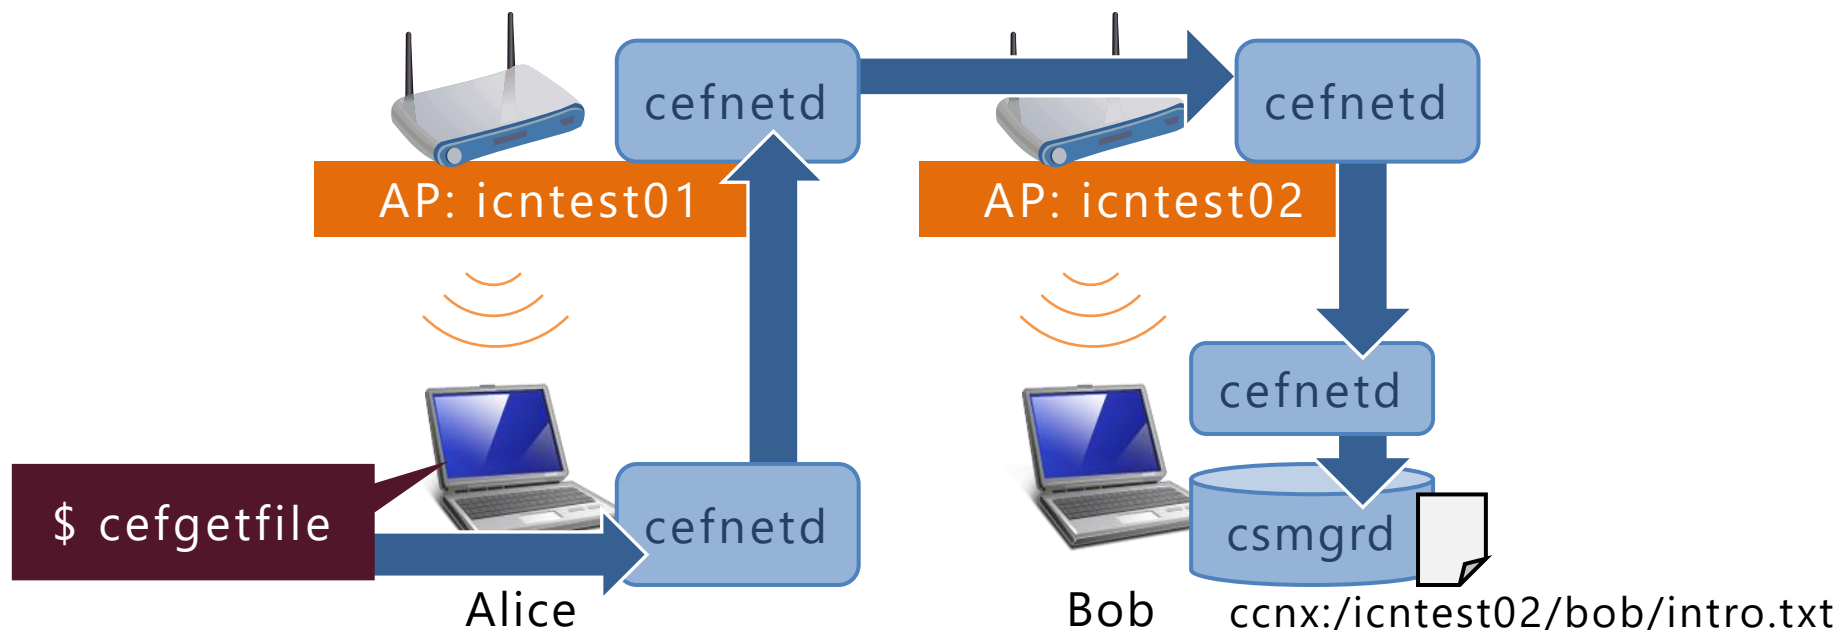 cefnetd
cefnetd
AP: icntest01
AP: icntest02
cefnetd
$ cefgetfile
cefnetd
csmgrd
Alice
Bob
ccnx:/icntest02/bob/intro.txt